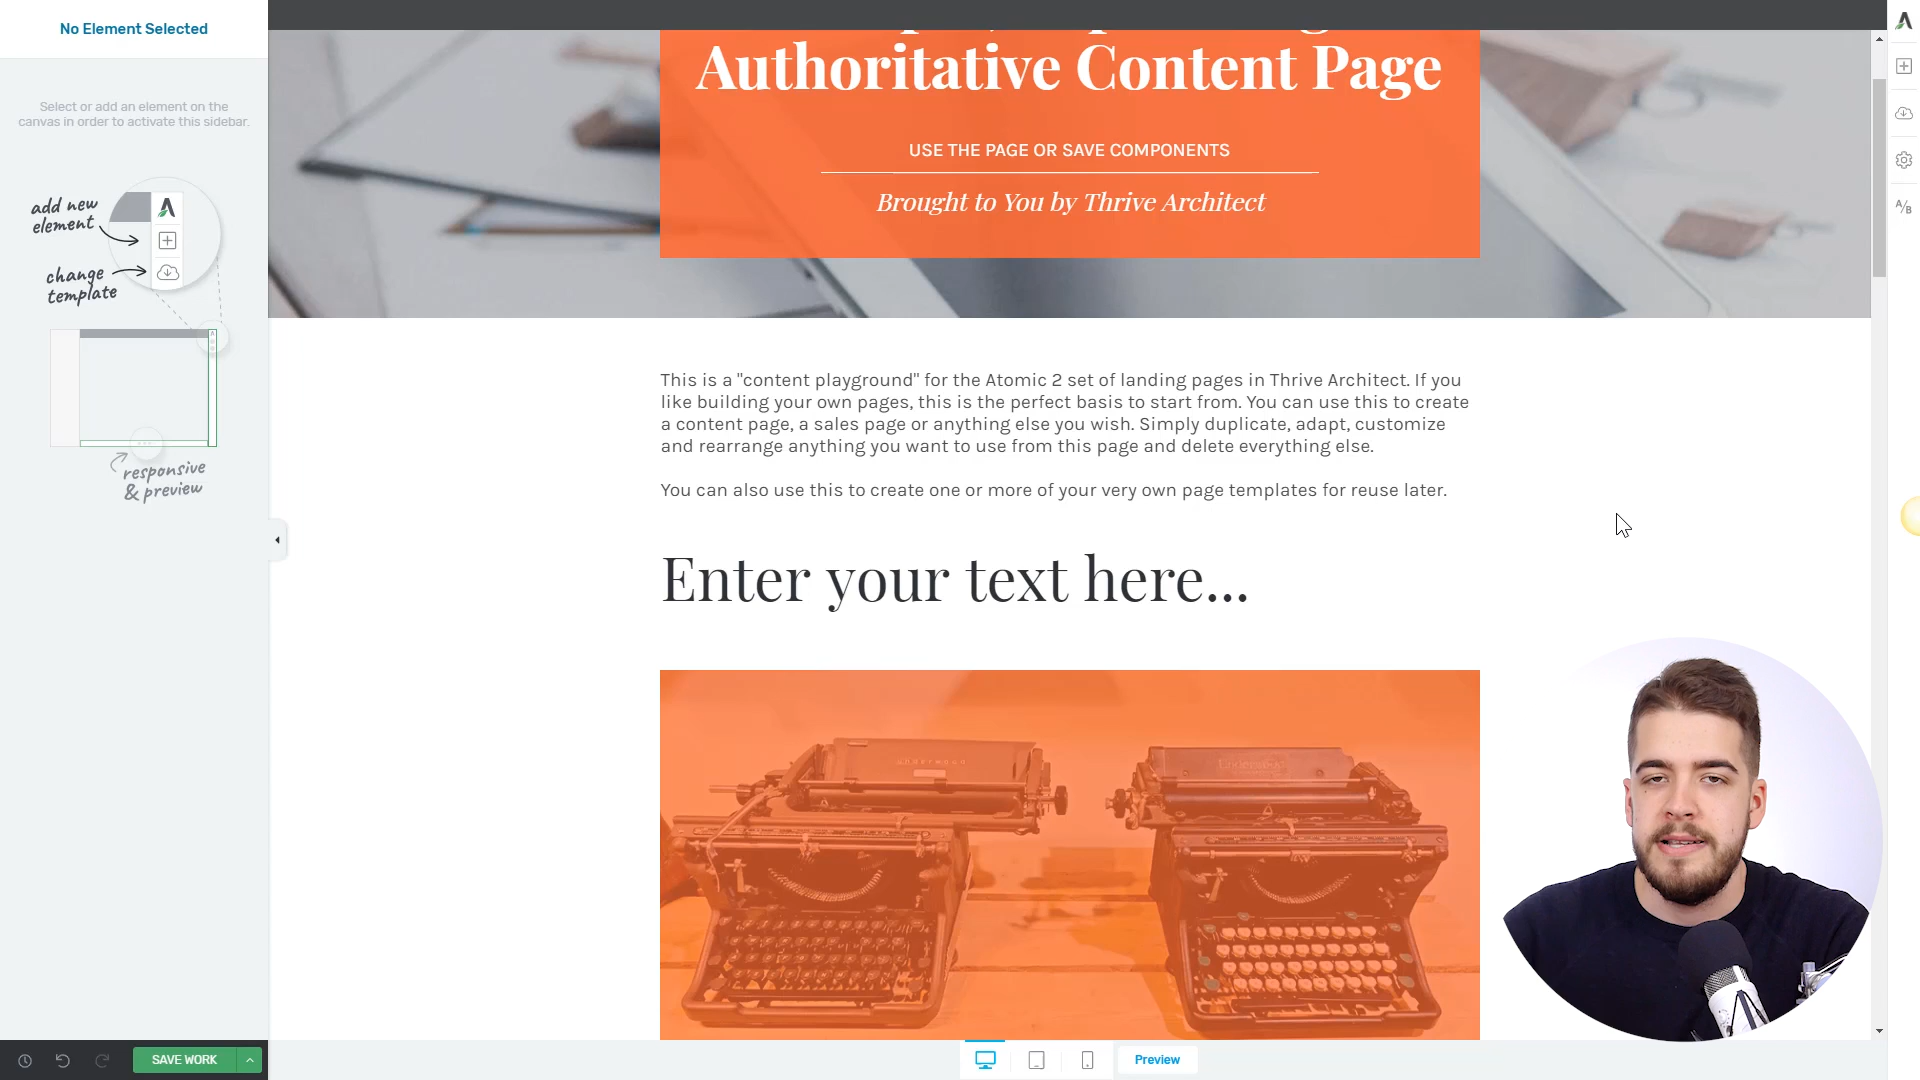 No Element Selected
Select or add an element on the
canvas in order to activate this sidebar.
add new
element
change
template
responsive
& preview
SAVE WORK
Authoritative Content Page
USE THE PAGE OR SAVE COMPONENTS
Brought to You by Thrive Architect
This is a "content playground" for the Atomic 2 set of landing pages in Thrive Architect. If you
like building your own pages, this is the perfect basis to start from. You can use this to create
a content page, a sales page or anything else you wish. Simply duplicate, adapt, customize
and rearrange anything you want to use from this page and delete everything else.
You can also use this to create one or more of your very own page templates for reuse later.
Enter your text here...
Underwood
Underwood
Preview
A/B